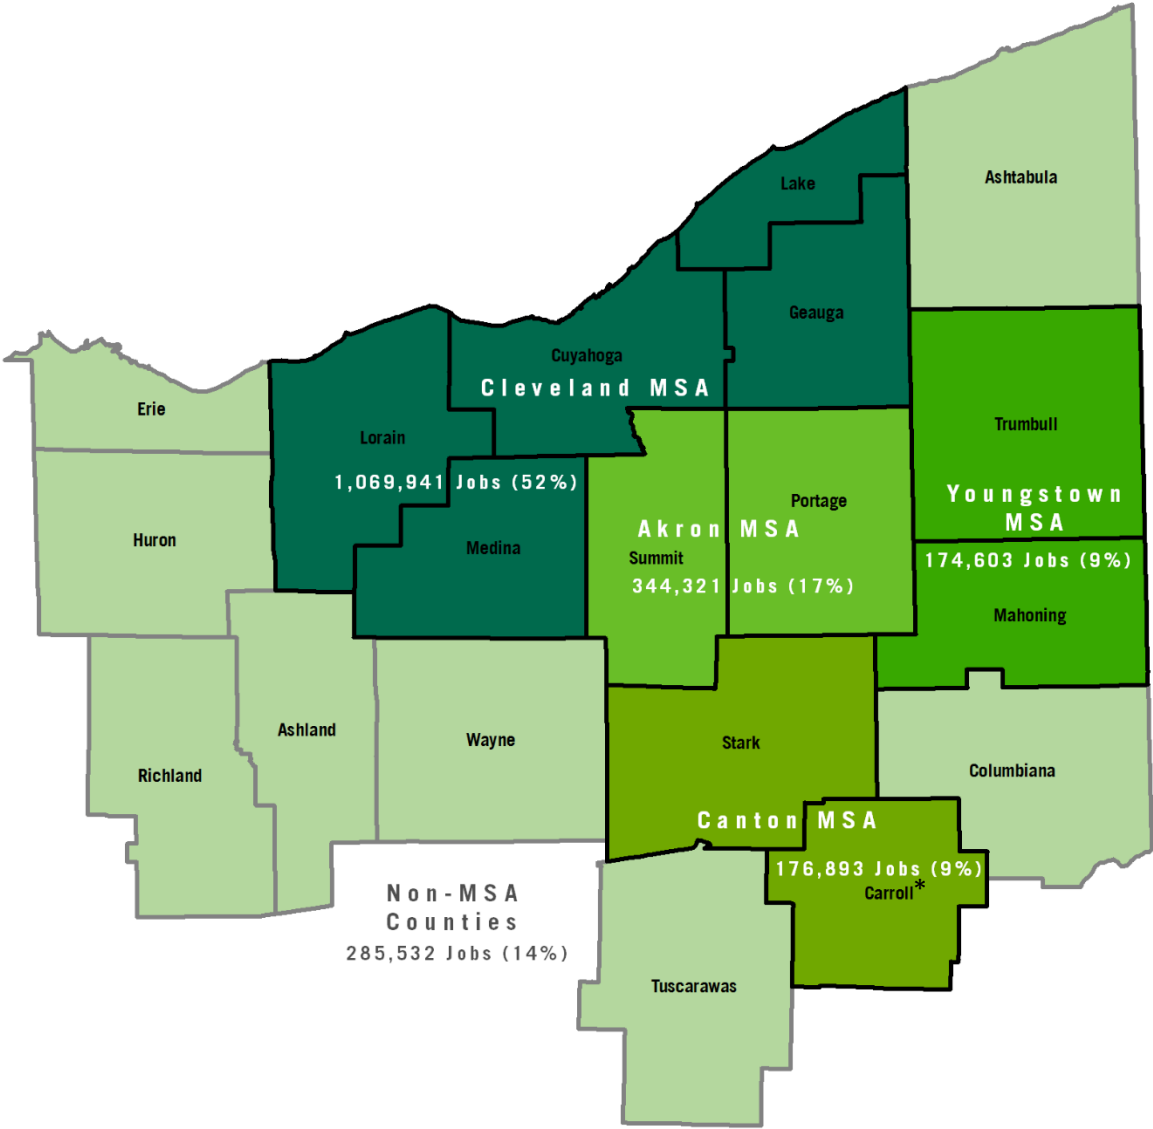 Ashtabula
Lake
Geauga
Cuyahoga
Cleveland MSA
Erie
Lorain
Trumbull
1,069,941 Jobs (52%)
Youngstown
MSA
Portage
Akron MSA
Huron
Medina
Summit
174,603 Jobs (9%)
344,321 Jobs (17%)
Mahoning
Ashland
Wayne
Stark
Columbiana
Richland
Canton MSA
176,893 Jobs (9%)
Carroll*
Non-MSA
Counties
285,532 Jobs (14%)
Tuscarawas